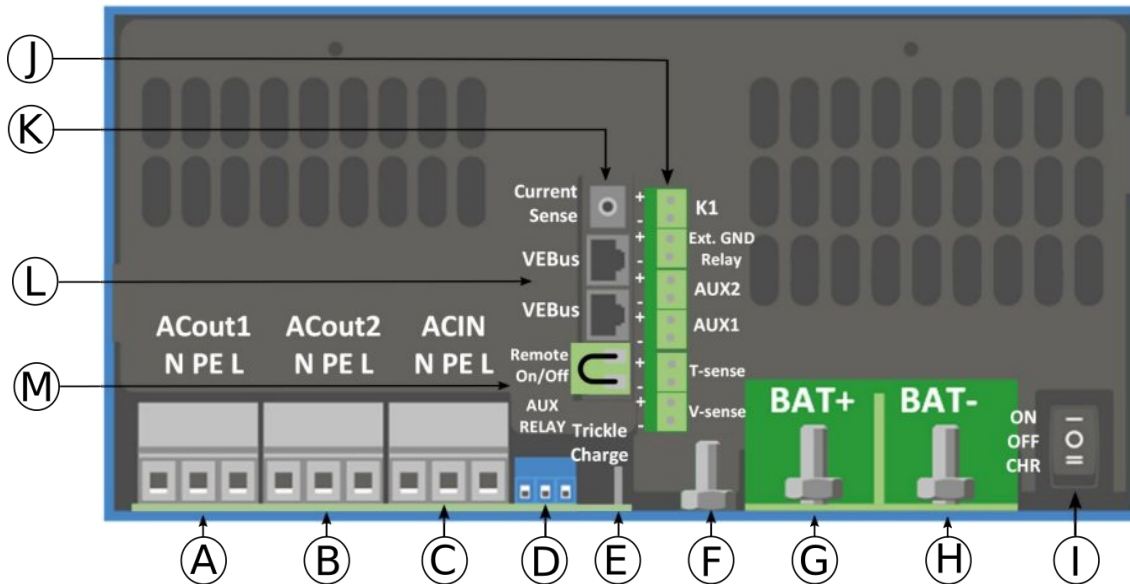 J
K
Current
Sense
+
-
K1
+
-
Ext. GND
Relay
VEBus
L
+
-
AUX2
VEBus
+
-
AUX1
ACout1
N PE L
ACout2
N PE L
ACIN
N PE L
M
Remote
On/Off
+
-
T-sense
AUX
RELAY
+
-
V-sense
Trickle
Charge
BAT+
BAT-
ON
OFF
CHR
A
B
C
D
E
F
G
H
I